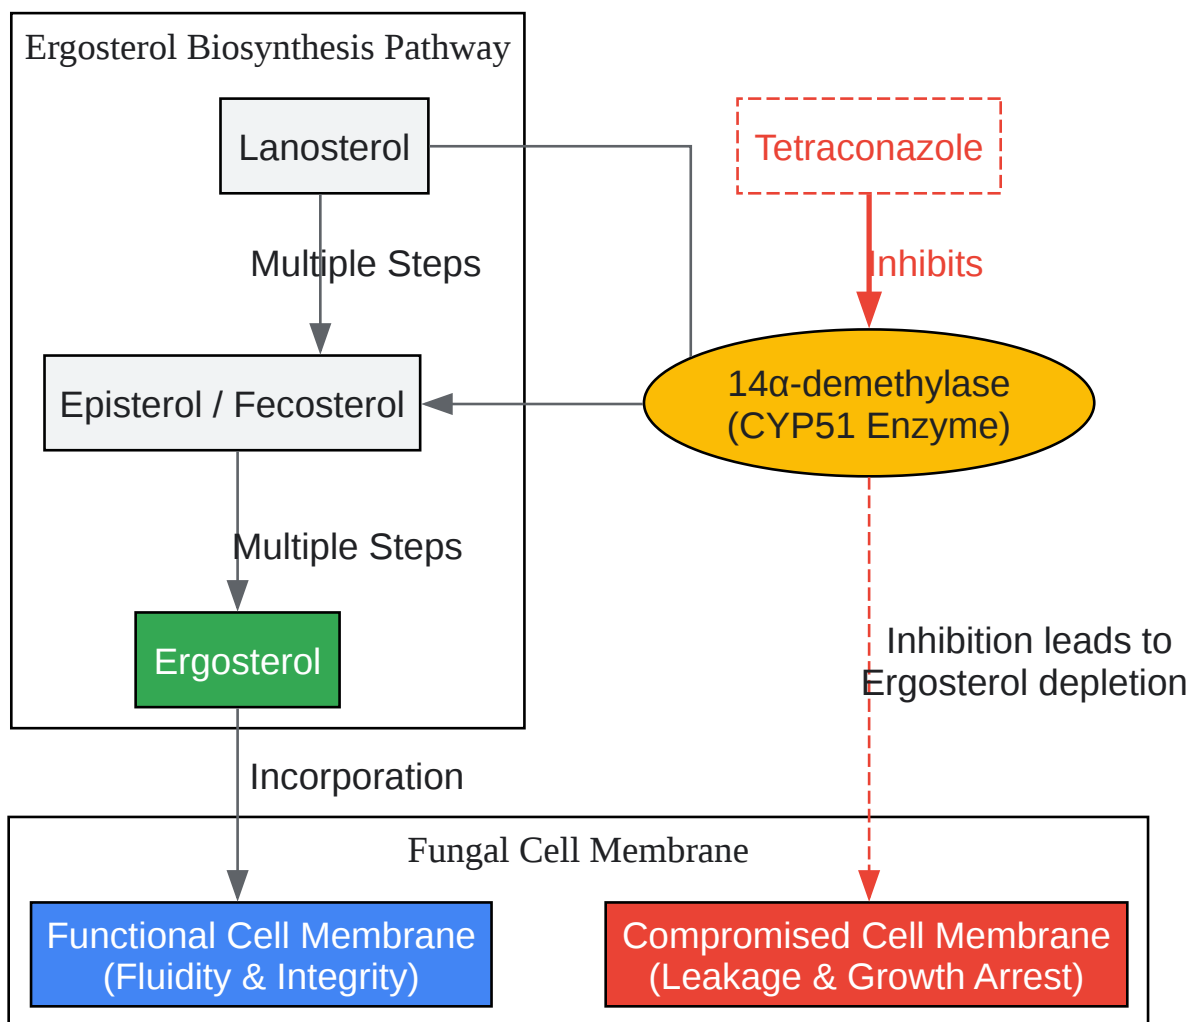 Ergosterol Biosynthesis Pathway
Lanosterol
Tetraconazole
Multiple Steps
Inhibits
Episterol / Fecosterol
14α-demethylase
(CYP51 Enzyme)
Multiple Steps
Ergosterol
Inhibition leads to
Ergosterol depletion
Incorporation
Fungal Cell Membrane
Functional Cell Membrane
(Fluidity & Integrity)
Compromised Cell Membrane
(Leakage & Growth Arrest)